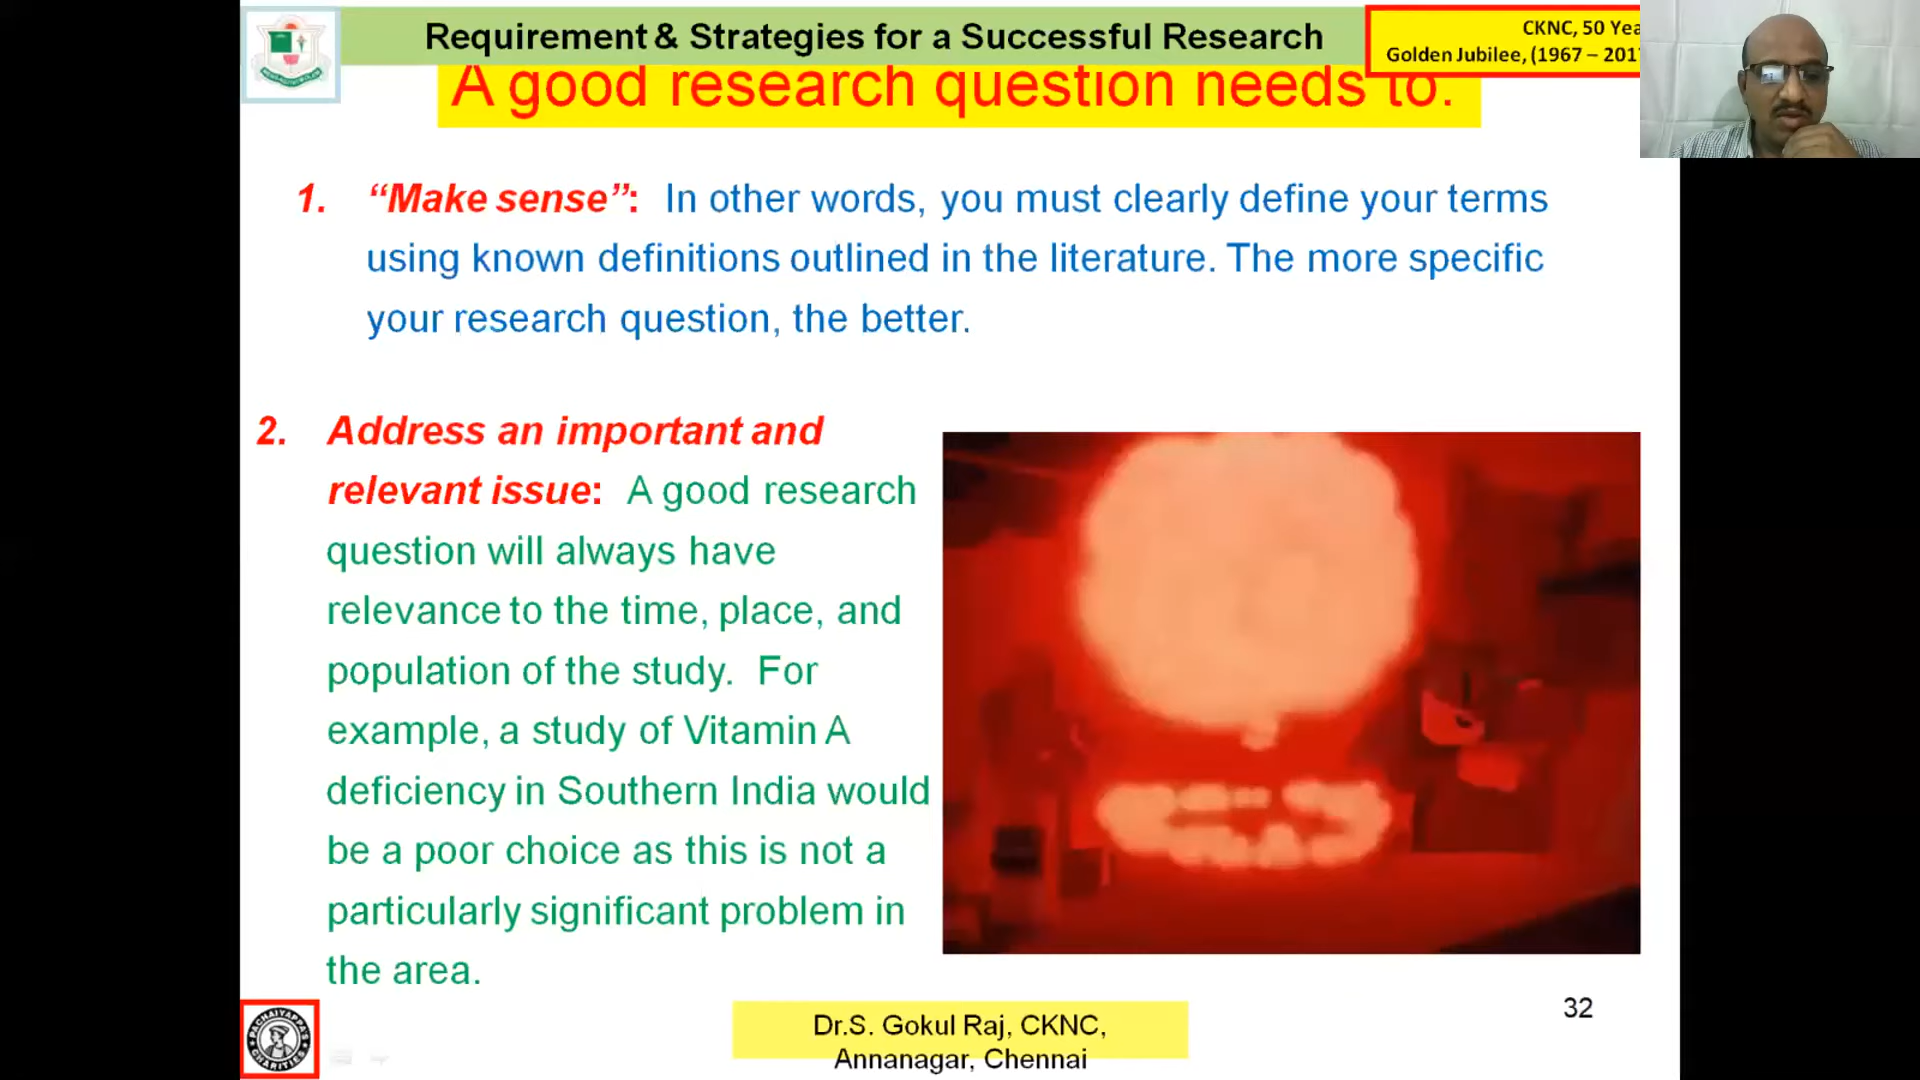 Requirement & Strategies for a Successful Research
CKNC, 50 Yea
Golden Jubilee, (1967 – 201
A good research question needs to:
1. “Make sense”: In other words, you must clearly define your terms
using known definitions outlined in the literature. The more specific
your research question, the better.
2. Address an important and
relevant issue: A good research
question will always have
relevance to the time, place, and
population of the study. For
example, a study of Vitamin A
deficiency in Southern India would
be a poor choice as this is not a
particularly significant problem in
the area.
PACHAIYAPPA'S
CHARITIES
Dr.S. Gokul Raj, CKNC,
Annanagar, Chennai
32